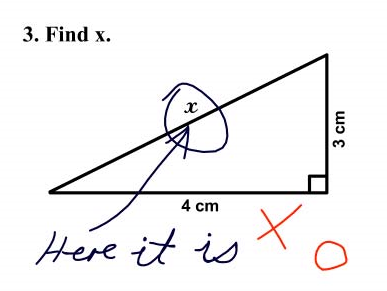 3. Find x.
x
3 cm
4 cm
Here it is
X O